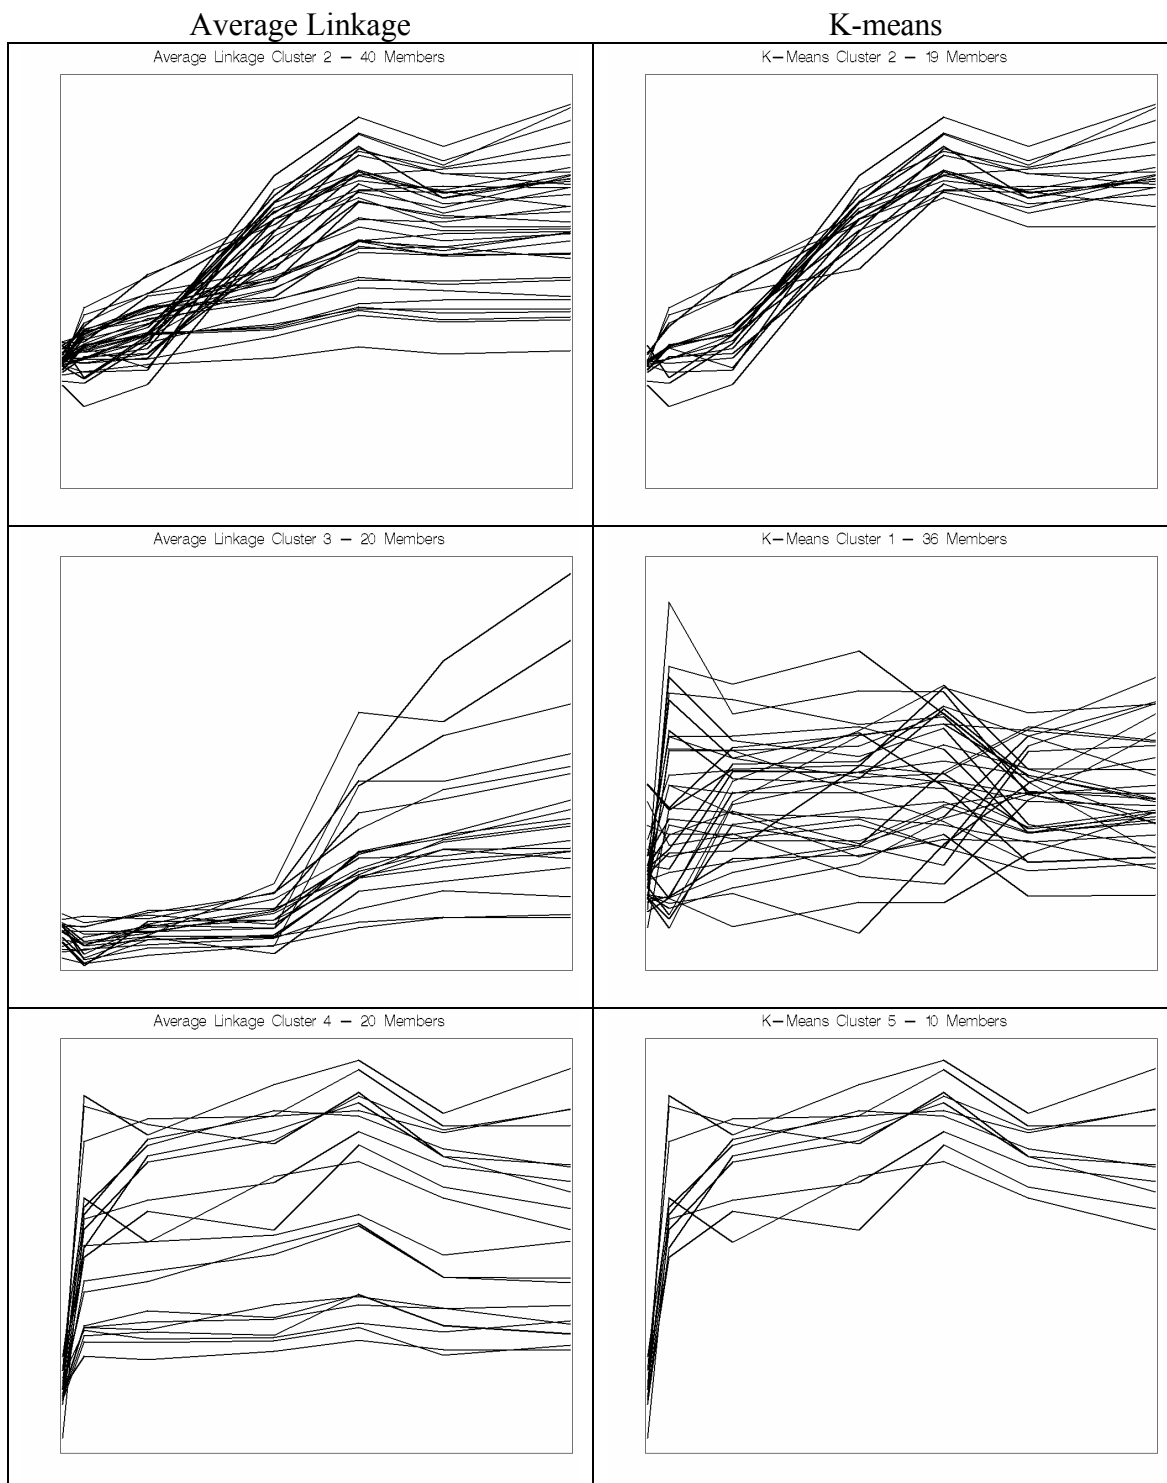 Average Linkage
K-means
Average Linkage Cluster 2 – 40 Members
K–Means Cluster 2 – 19 Members
Average Linkage Cluster 3 – 20 Members
K–Means Cluster 1 – 36 Members
Average Linkage Cluster 4 – 20 Members
K–Means Cluster 5 – 10 Members